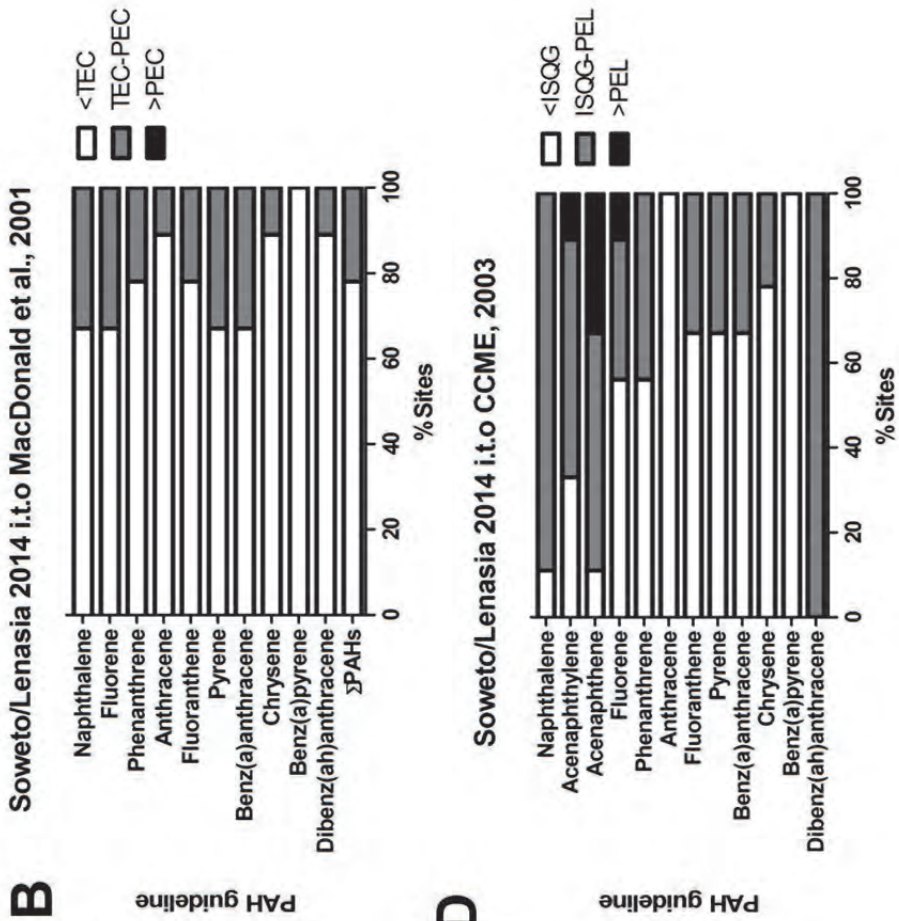 B
Soweto/Lenasia 2014 i.t.o MacDonald et al., 2001
PAH guideline
Naphthalene
Fluorene
Phenanthrene
Anthracene
Fluoranthene
Pyrene
Benz(a)anthracene
Chrysene
Benz(a)pyrene
Dibenz(ah)anthracene
ΣPAHs
0 20 40 60 80 100
%Sites
<TEC
TEC-PEC
>PEC
D
Soweto/Lenasia 2014 i.t.o CCME, 2003
PAH guideline
Naphthalene
Acenaphthylene
Acenaphthene
Fluorene
Phenanthrene
Anthracene
Fluoranthene
Pyrene
Benz(a)anthracene
Chrysene
Benz(a)pyrene
Dibenz(ah)anthracene
0 20 40 60 80 100
%Sites
<ISQG
ISQG-PEL
>PEL